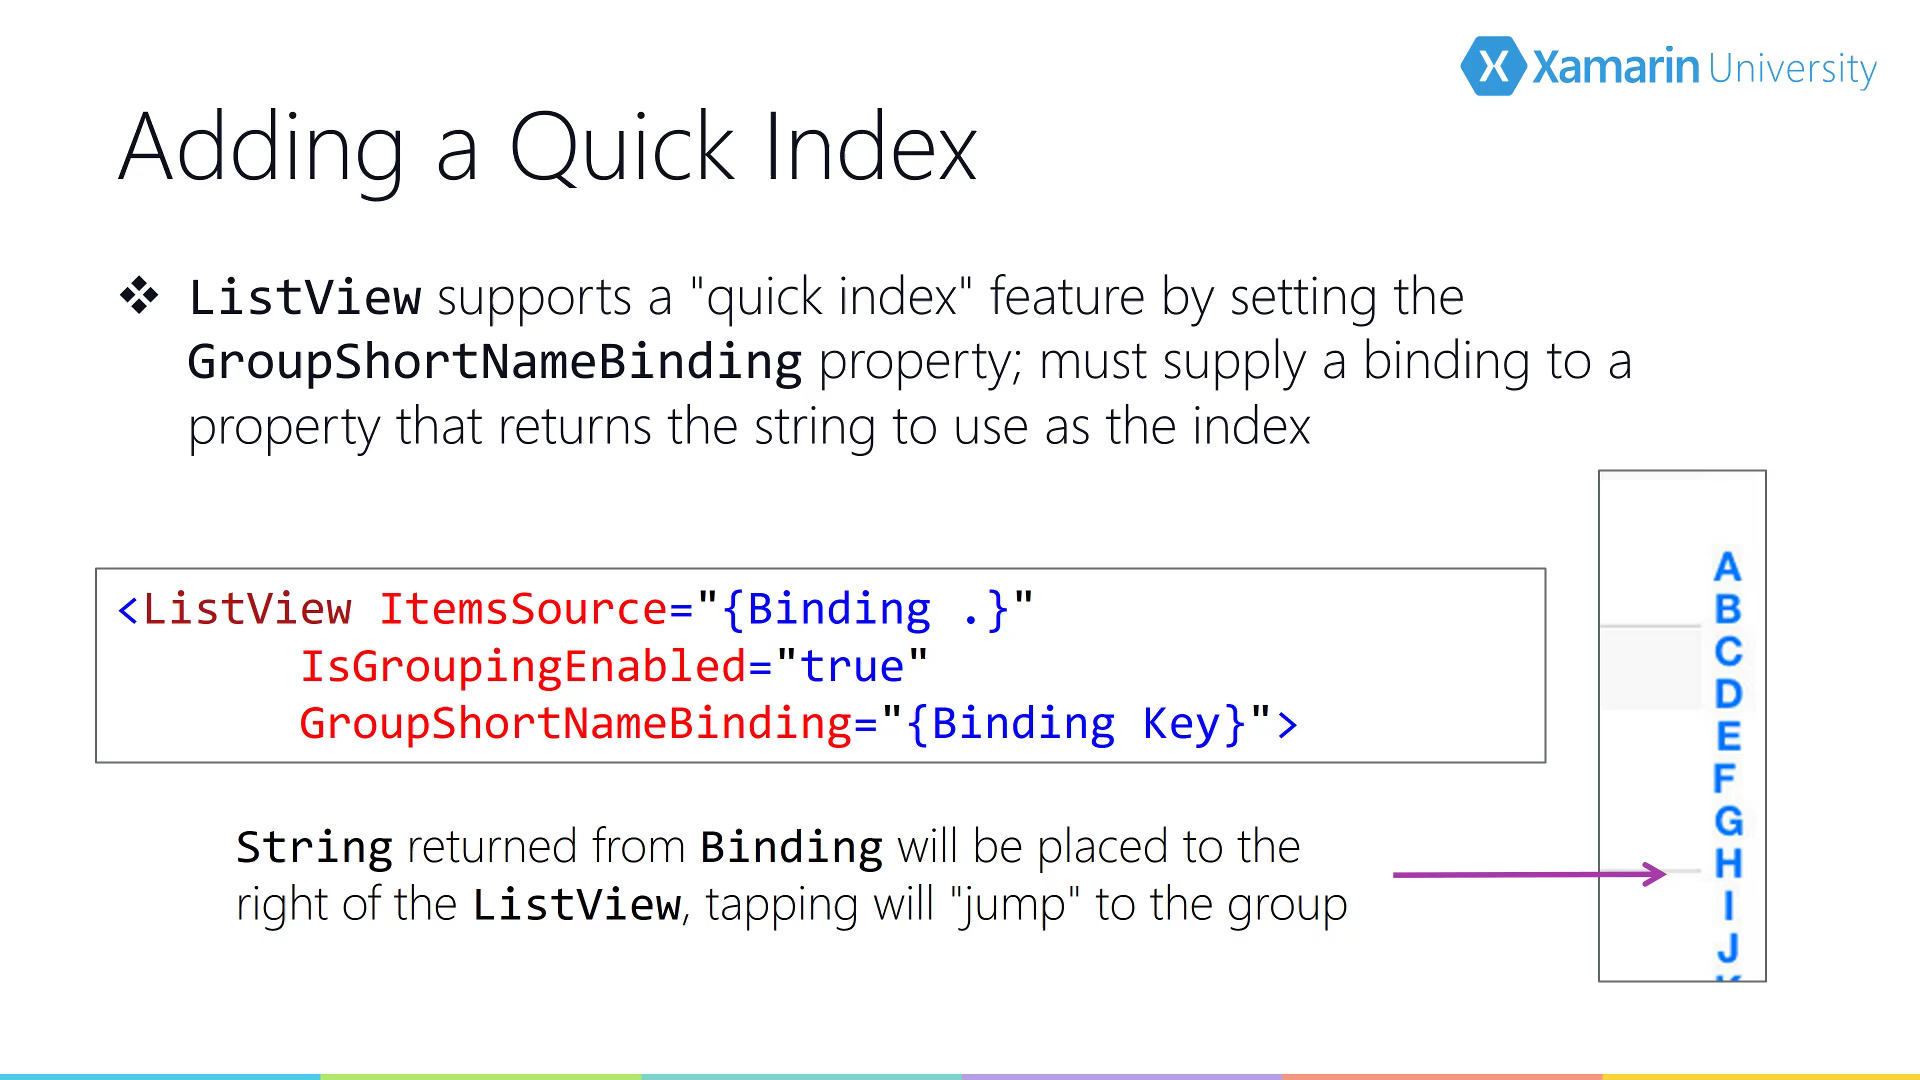 Xamarin University
Adding a Quick Index
❖ ListView supports a "quick index" feature by setting the
GroupShortNameBinding property; must supply a binding to a
property that returns the string to use as the index
<ListView ItemsSource="{Binding .}"
IsGroupingEnabled="true"
GroupShortNameBinding="{Binding Key}">
String returned from Binding will be placed to the
right of the ListView, tapping will "jump" to the group
A
B
C
D
E
F
G
H
I
J